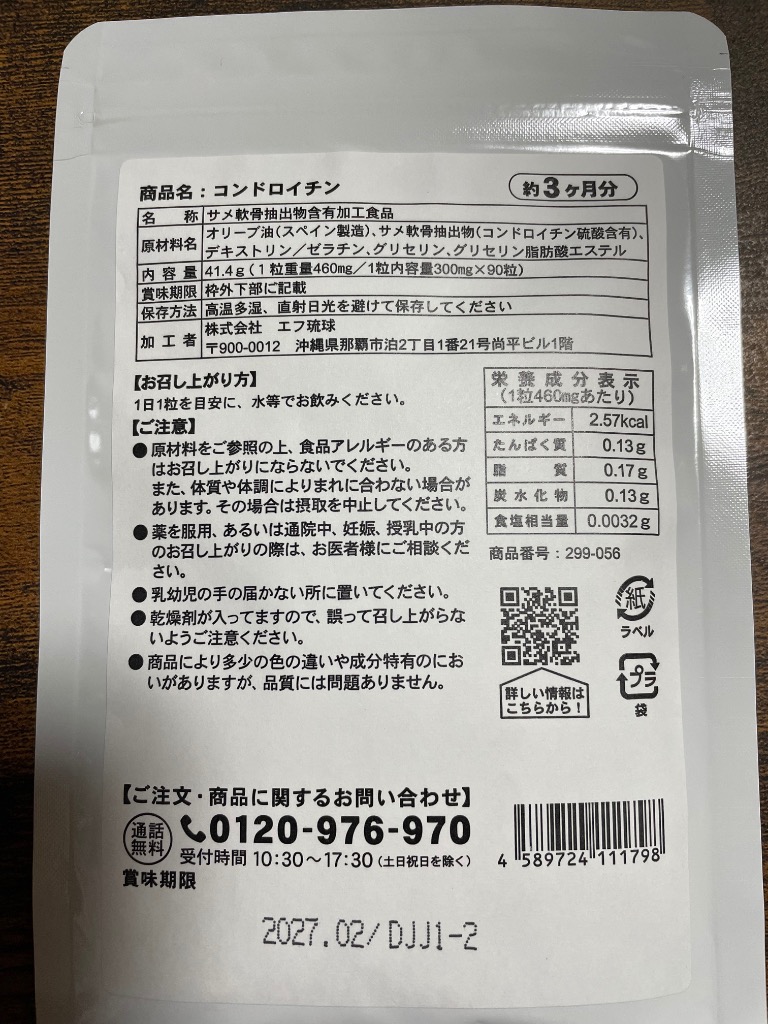 商品名：コンドロイチン
約3ヶ月分
名称 サメ軟骨抽出物含有加工食品
原材料名 オリーブ油(スペイン製造)、サメ軟骨抽出物(コンドロイチン硫酸含有)、
デキストリン／ゼラチン、グリセリン、グリセリン脂肪酸エステル
内容量 41.4g(1粒重量460mg／1粒内容量300mg×90粒)
賞味期限 枠外下部に記載
保存方法 高温多湿、直射日光を避けて保存してください
加工者 株式会社 エフ琉球
〒900-0012 沖縄県那覇市泊2丁目1番21号尚平ビル1階
【お召し上がり方】
1日1粒を目安に、水等でお飲みください。
【ご注意】
●原材料をご参照の上、食品アレルギーのある方
はお召し上がりにならないでください。
また、体質や体調によりまれに合わない場合が
あります。その場合は摂取を中止してください。
●薬を服用、あるいは通院中、妊娠、授乳中の方
のお召し上がりの際は、お医者様にご相談くだ
さい。
●乳幼児の手の届かない所に置いてください。
●乾燥剤が入ってますので、誤って召し上がらな
いようご注意ください。
●商品により多少の色の違いや成分特有のにお
いがありますが、品質には問題ありません。
栄養成分表示
(1粒460mgあたり)
エネルギー 2.57kcal
たんぱく質 0.13g
脂質 0.17g
炭水化物 0.13g
食塩相当量 0.0032g
商品番号：299-056
紙
ラベル
プラ
袋
詳しい情報は
こちらから！
【ご注文・商品に関するお問い合わせ】
通話
無料
0120-976-970
受付時間 10:30～17:30(土日祝日を除く)
4 589724 111798
賞味期限
2027.02/DJJ1-2